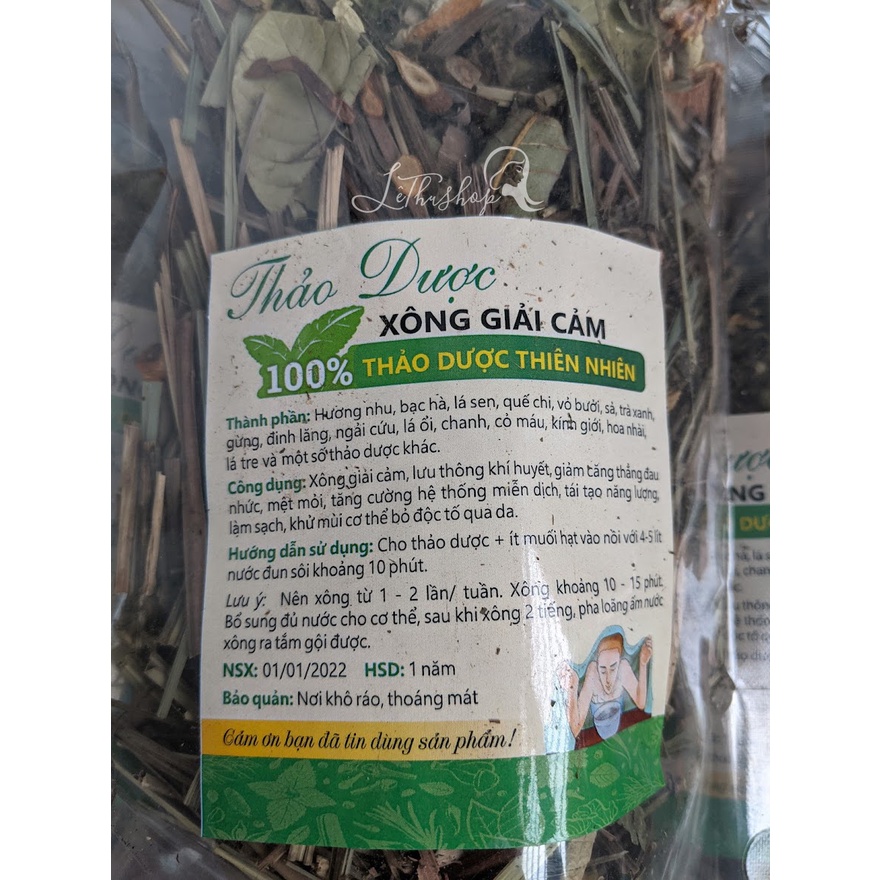 LêThushop
Thảo Dược
XÔNG GIẢI CẢM
100% THẢO DƯỢC THIÊN NHIÊN
Thành phần: Hường nhu, bạc hà, lá sen, quế chi, vỏ bưởi, sả, trà xanh,
gừng, đinh lăng, ngải cứu, lá ổi, chanh, cỏ máu, kinh giới, hoa nhài,
lá tre và một số thảo dược khác.
Công dụng: Xông giải cảm, lưu thông khí huyết, giảm căng thẳng đau
nhức, mệt mỏi, tăng cường hệ thống miễn dịch, tái tạo năng lượng,
làm sạch, khử mùi cơ thể bỏ độc tố qua da.
Hướng dẫn sử dụng: Cho thảo dược + ít muối hạt vào nồi với 4-5 lít
nước đun sôi khoảng 10 phút.
Lưu ý: Nên xông từ 1 - 2 lần/ tuần. Xông khoảng 10 - 15 phút.
Bổ sung đủ nước cho cơ thể, sau khi xông 2 tiếng, pha loãng ấm nước
xông ra tắm gội được.
NSX: 01/01/2022 HSD: 1 năm
Bảo quản: Nơi khô ráo, thoáng mát
Cám ơn bạn đã tin dùng sản phẩm!